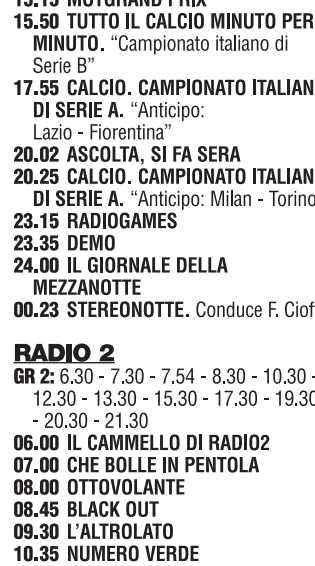 15.15 MOTGRAND PRIX
15.50 TUTTO IL CALCIO MINUTO PER
MINUTO. “Campionato italiano di
Serie B”
17.55 CALCIO. CAMPIONATO ITALIAN
DI SERIE A. “Anticipo:
Lazio - Fiorentina”
20.02 ASCOLTA, SI FA SERA
20.25 CALCIO. CAMPIONATO ITALIAN
DI SERIE A. “Anticipo: Milan - Torino
23.15 RADIOGAMES
23.35 DEMO
24.00 IL GIORNALE DELLA
MEZZANOTTE
00.23 STEREONOTTE. Conduce F. Ciof
RADIO 2
GR 2: 6.30 - 7.30 - 7.54 - 8.30 - 10.30 -
12.30 - 13.30 - 15.30 - 17.30 - 19.30
- 20.30 - 21.30
06.00 IL CAMMELLO DI RADIO2
07.00 CHE BOLLE IN PENTOLA
08.00 OTTOVOLANTE
08.45 BLACK OUT
09.30 L’ALTROLATO
10.35 NUMERO VERDE